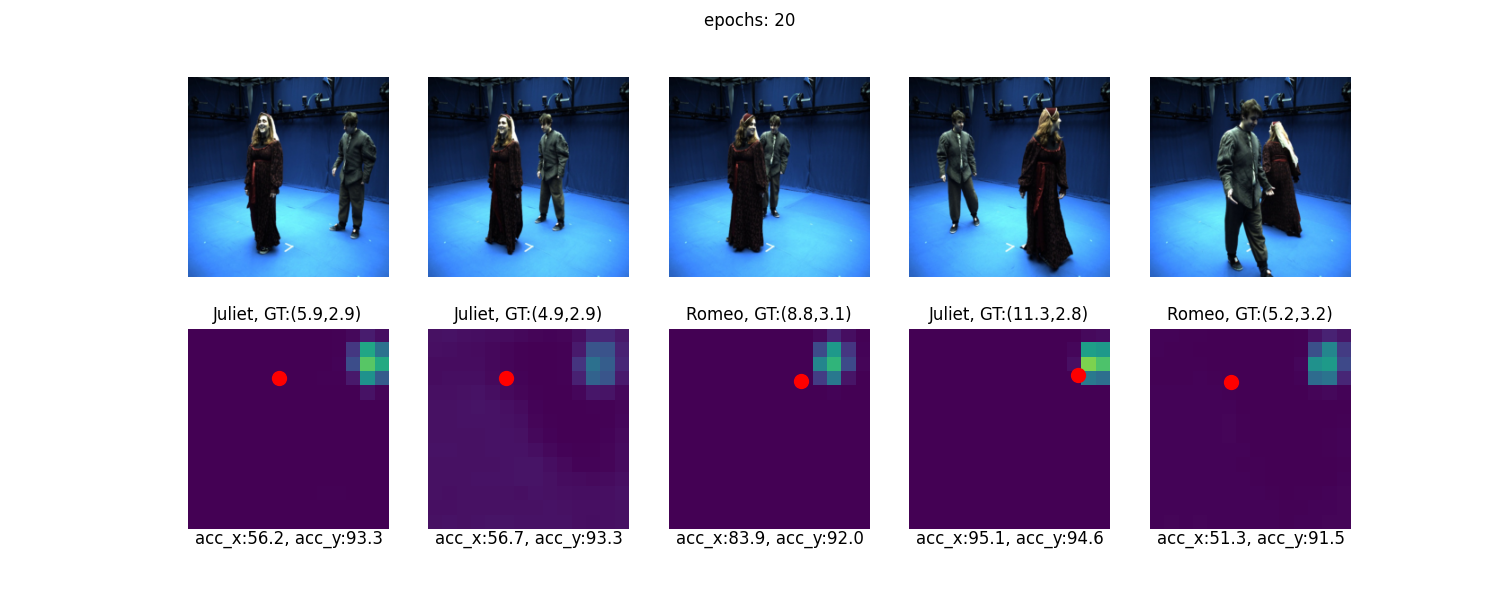 epochs: 20
Juliet, GT:(5.9,2.9)
Juliet, GT:(4.9,2.9)
Romeo, GT:(8.8,3.1)
Juliet, GT:(11.3,2.8)
Romeo, GT:(5.2,3.2)
acc_x:56.2, acc_y:93.3
acc_x:56.7, acc_y:93.3
acc_x:83.9, acc_y:92.0
acc_x:95.1, acc_y:94.6
acc_x:51.3, acc_y:91.5